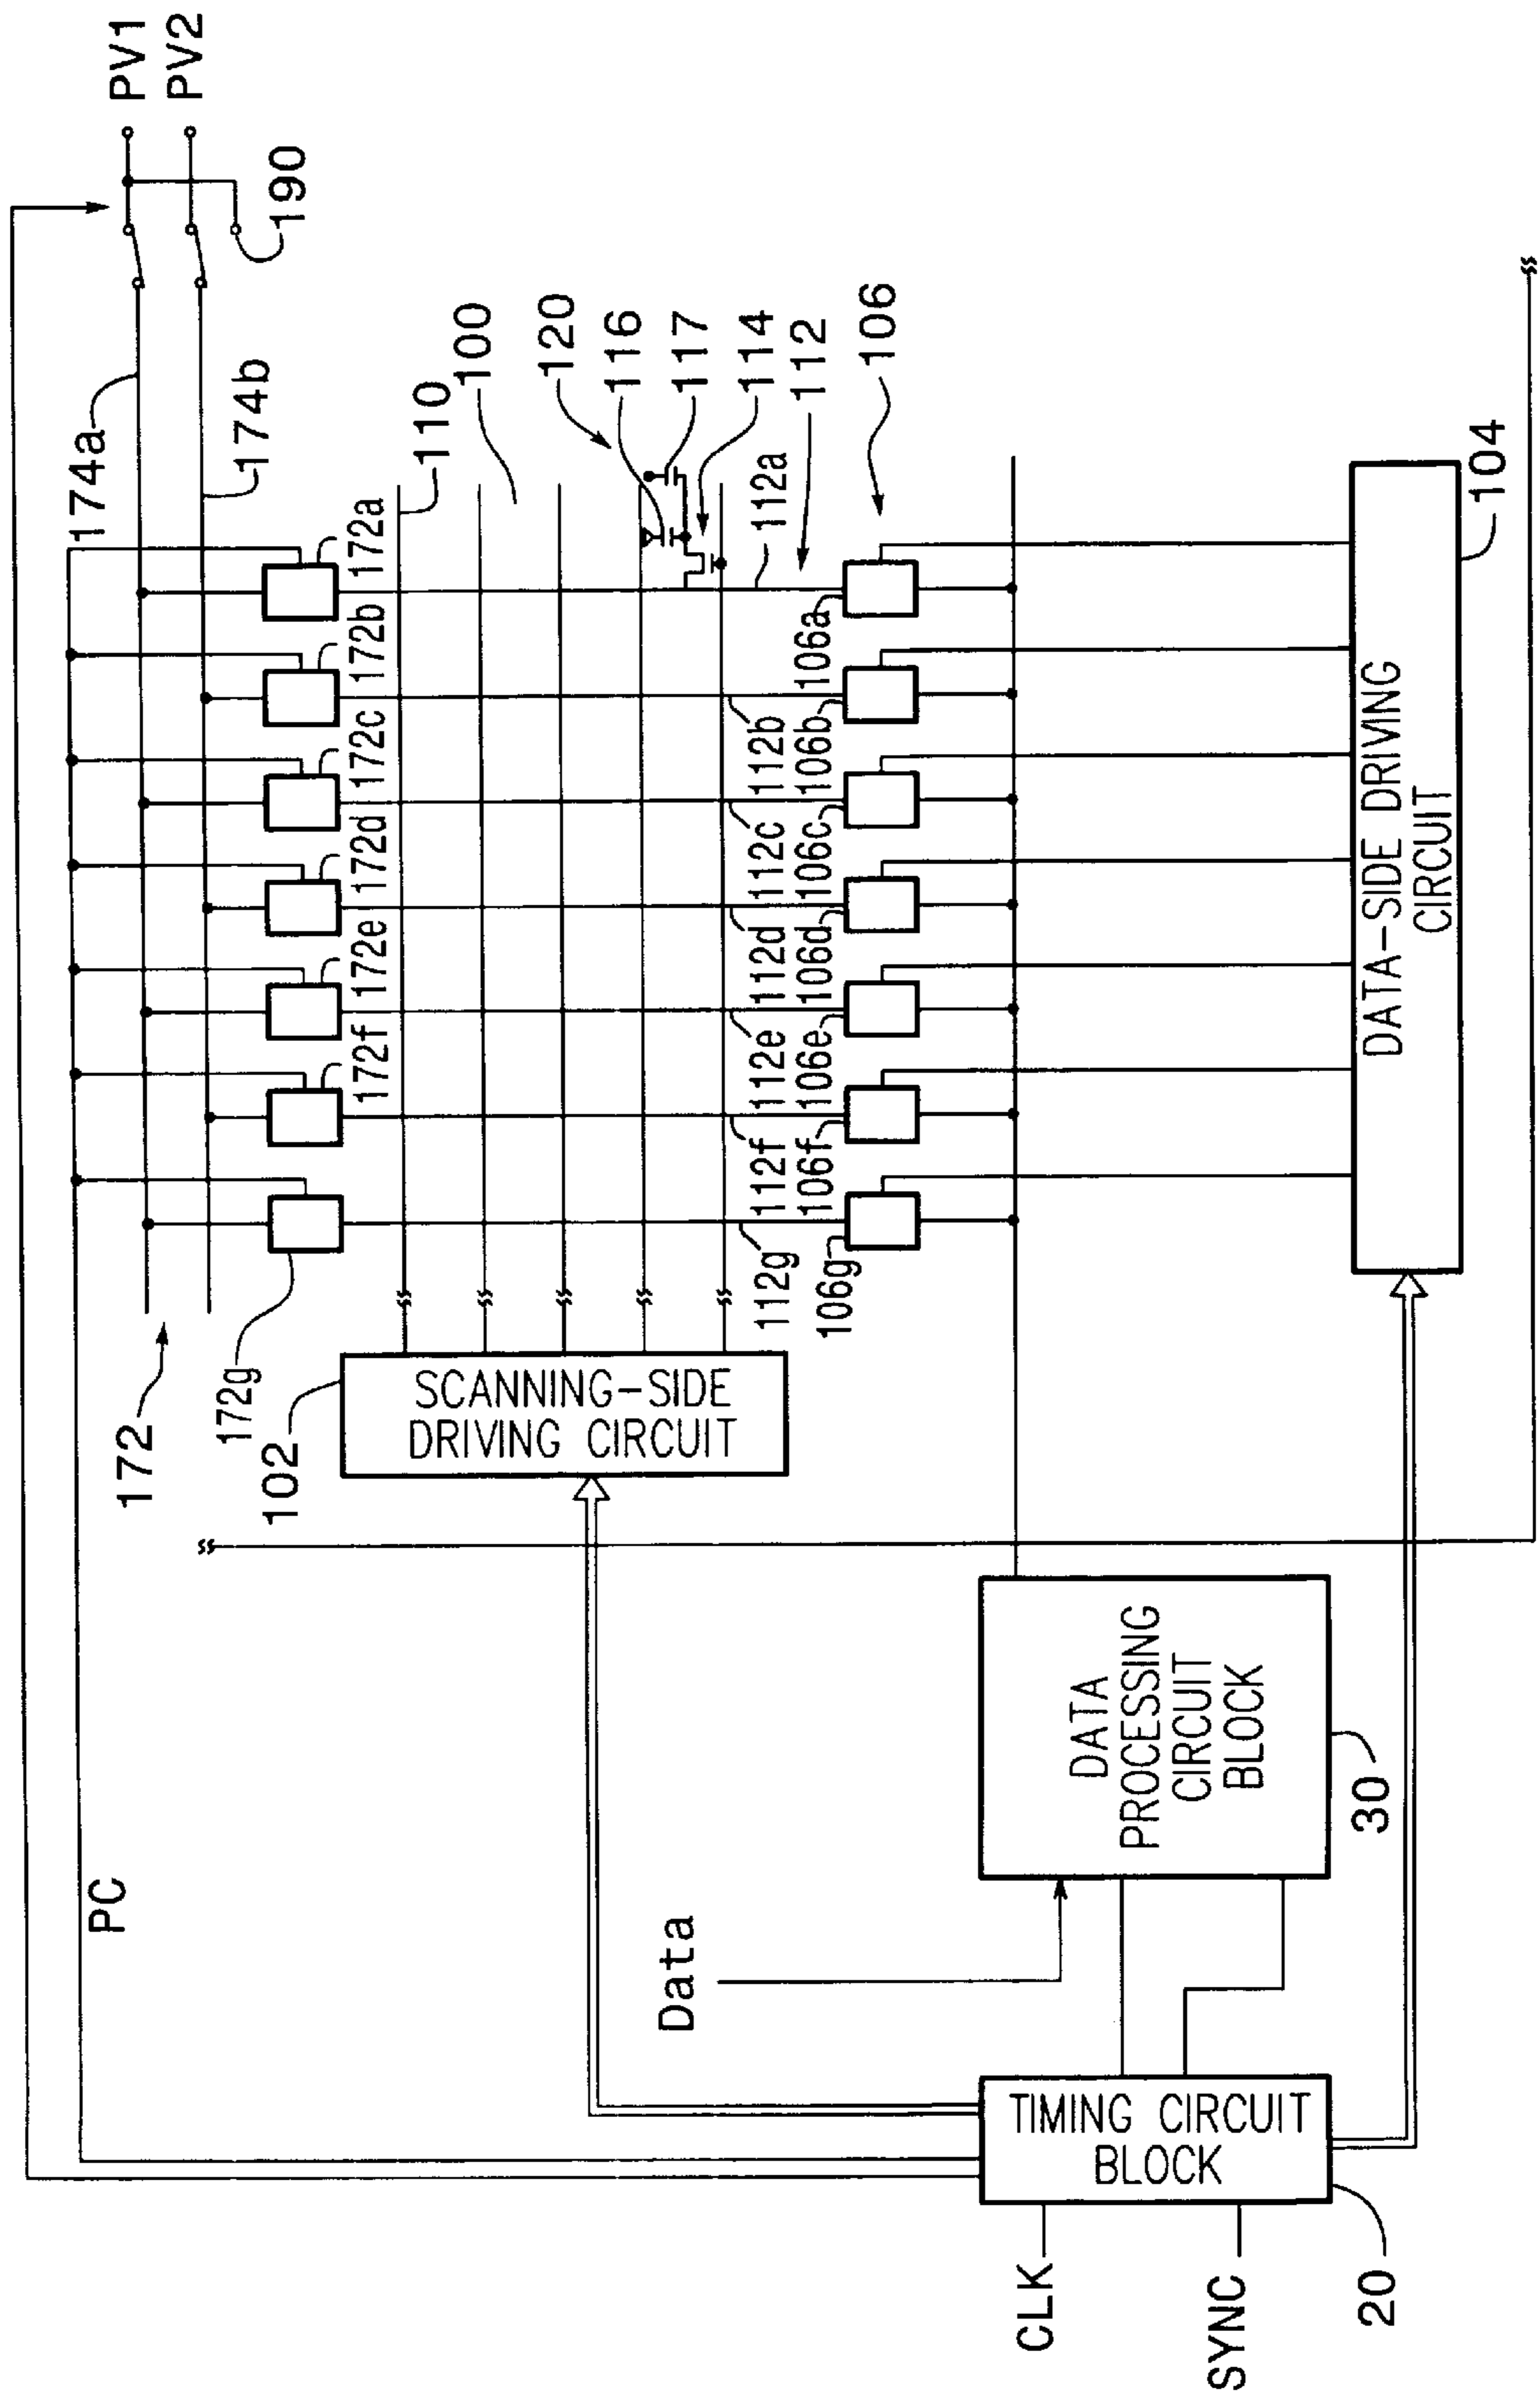 PV1
PV2
190
174a
174b
172a
172b
172c
172d
172e
172f
172g
172
110
100
120
116
117
114
112
106
112a
112b
112c
112d
112e
112f
112g
106a
106b
106c
106d
106e
106f
106g
102
SCANNING-SIDE
DRIVING CIRCUIT
DATA-SIDE DRIVING
CIRCUIT
104
PC
Data
DATA
PROCESSING
CIRCUIT
BLOCK
30
TIMING CIRCUIT
BLOCK
20
CLK
SYNC